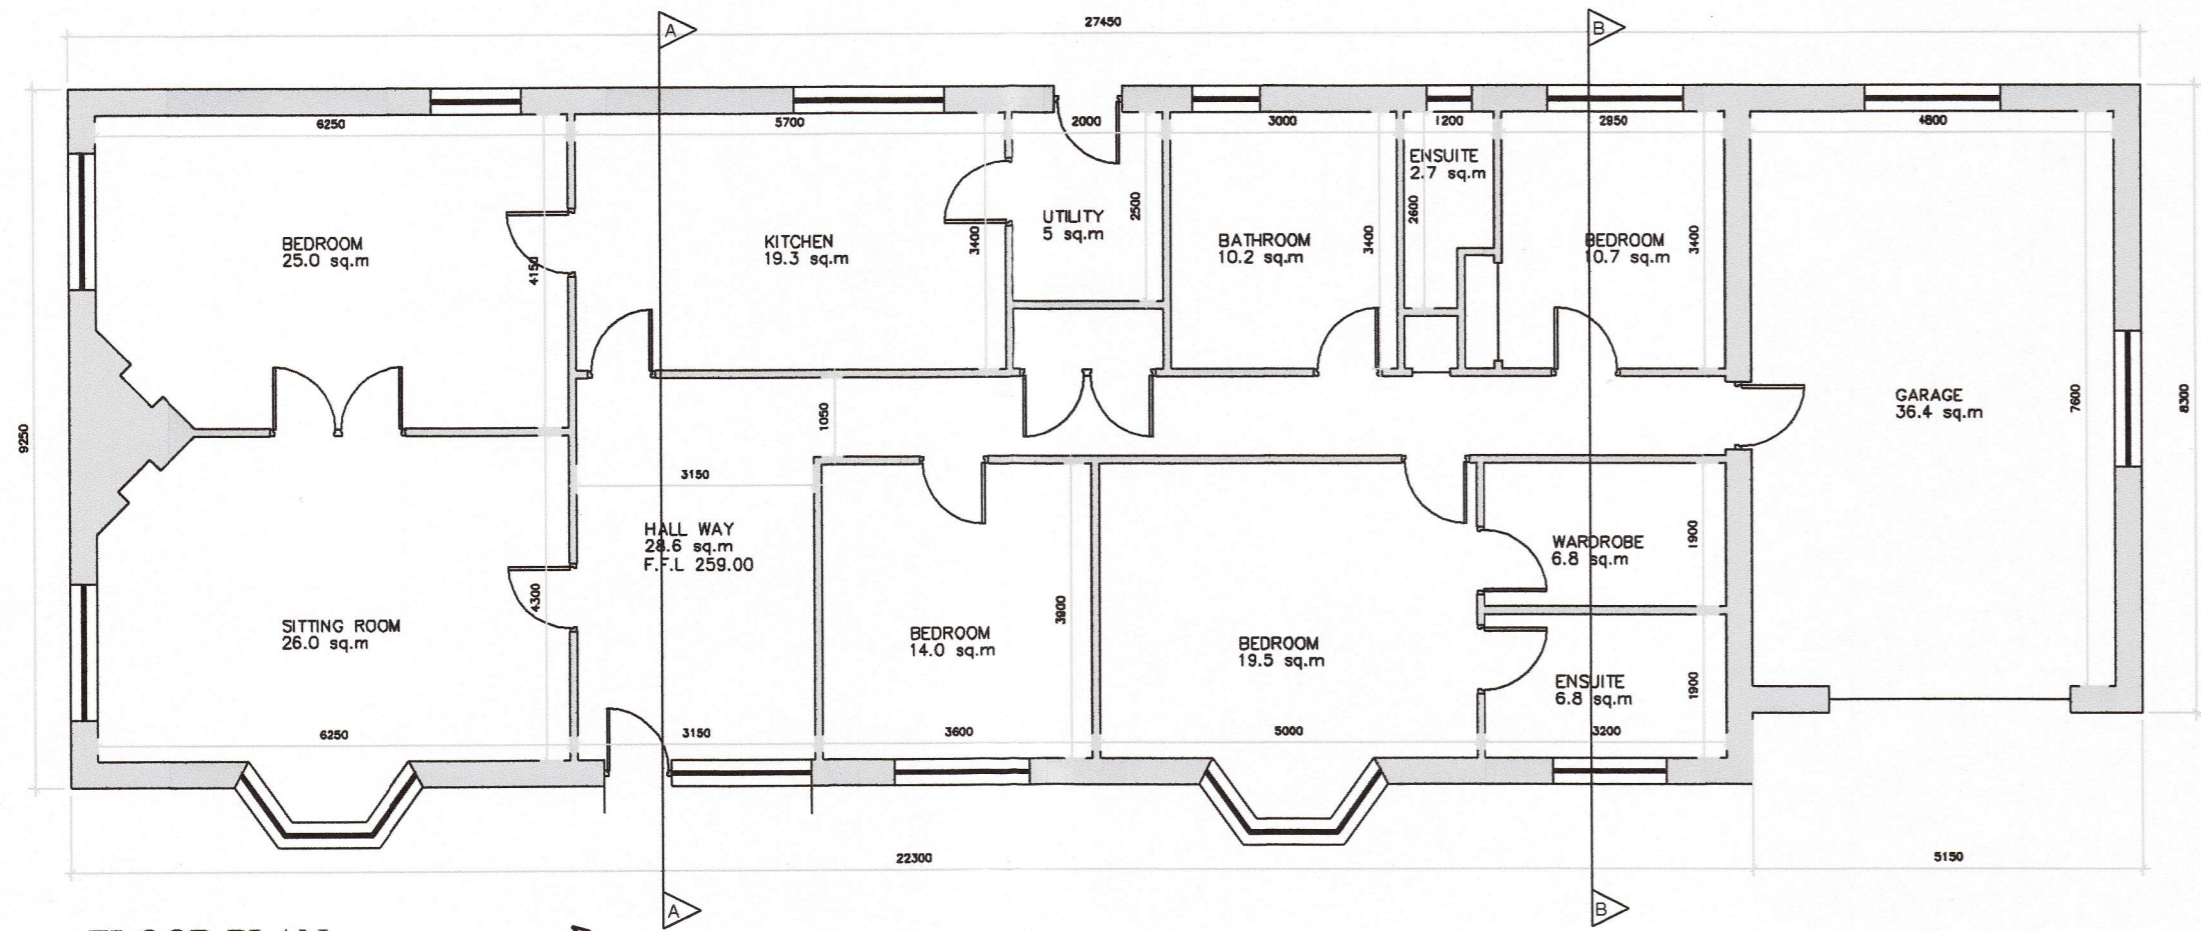 27450
A
B
6250
5700
2000
3000
1200
2950
4800
ENSUITE
2.7 sq.m
BEDROOM
25.0 sq.m
4150
KITCHEN
19.3 sq.m
3400
UTILITY
5 sq.m
2500
BATHROOM
10.2 sq.m
3400
2600
BEDROOM
10.7 sq.m
3400
GARAGE
36.4 sq.m
7600
8300
9250
1050
3150
HALL WAY
28.6 sq.m
F.F.L 259.00
SITTING ROOM
26.0 sq.m
4300
BEDROOM
14.0 sq.m
3900
BEDROOM
19.5 sq.m
WARDROBE
6.8 sq.m
1900
ENSUITE
6.8 sq.m
1900
6250
3150
3600
5000
3200
22300
5150
A
B
FLOOR PLAN